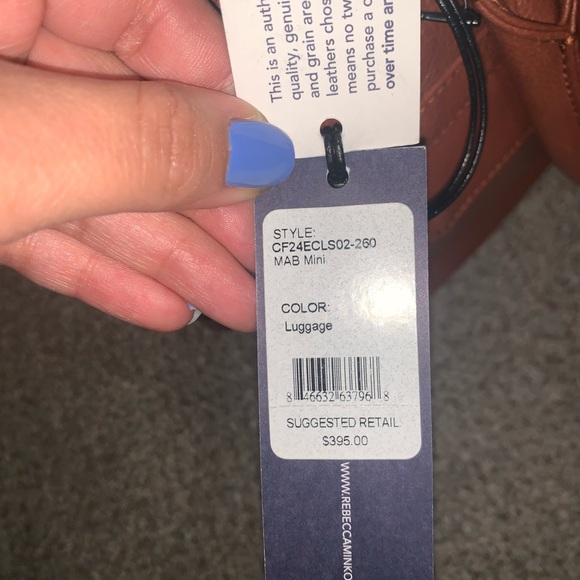 This is an auth
quality, genui
and grain are
leathers chos
means no tw
purchase a o
over time an
STYLE:
CF24ECLS02-260
MAB Mini
COLOR:
Luggage
8 46632 63796 8
SUGGESTED RETAIL
$395.00
WWW.REBECCAMINKO